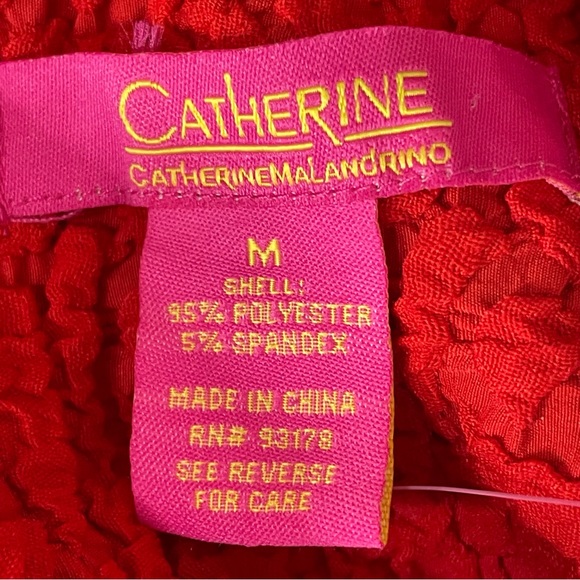 CATHERINE
CATHERINEMALANDRINO
M
SHELL:
95% POLYESTER
5% SPANDEX
MADE IN CHINA
RN# 93178
SEE REVERSE
FOR CARE